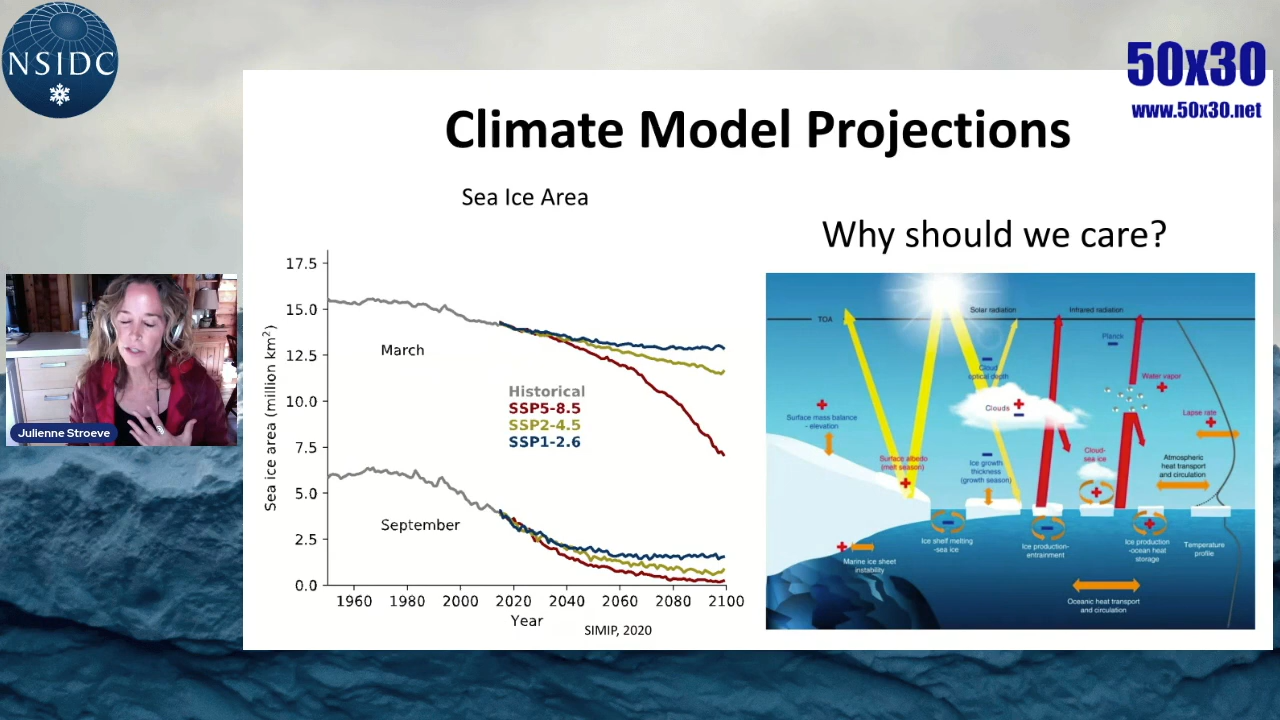 NSIDC
50x30
www.50x30.net
Climate Model Projections
Sea Ice Area
Why should we care?
Sea ice area (million km²)
17.5
15.0
12.5
10.0
7.5
5.0
2.5
0.0
March
Historical
SSP5-8.5
SSP2-4.5
SSP1-2.6
September
1960 1980 2000 2020 2040 2060 2080 2100
Year
SIMIP, 2020
Julienne Stroeve
TOA
Solar radiation
Infrared radiation
Planck
Cloud
optical depth
Water vapor
Clouds
Lapse rate
Surface mass balance
- elevation
Surface albedo
(melt season)
Ice growth
thickness
(growth season)
Cloud-
sea ice
Atmospheric
heat transport
and circulation
Ice shelf melting
-sea ice
Ice production-
entrainment
Ice production
-ocean heat
storage
Temperature
profile
Marine ice sheet
instability
Oceanic heat transport
and circulation